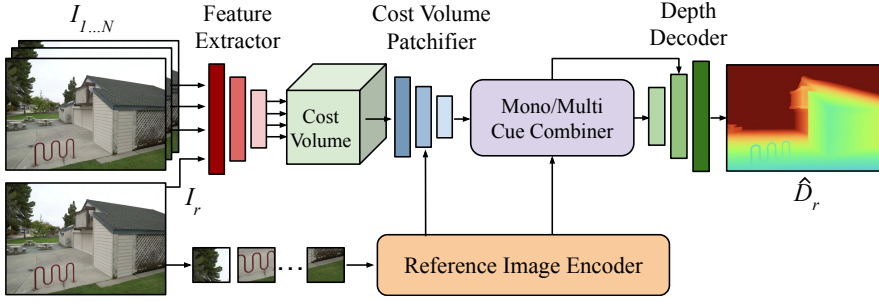 I1...N
Feature
Extractor
Cost Volume
Patchifier
Depth
Decoder
Cost
Volume
Mono/Multi
Cue Combiner
Ir
D̂r
...
Reference Image Encoder